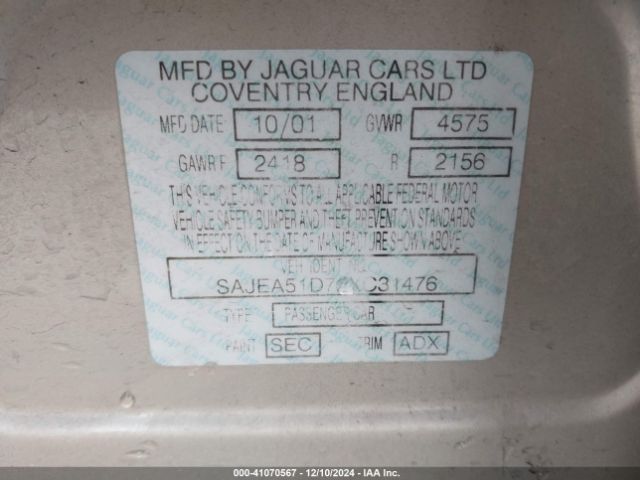 MFD BY JAGUAR CARS LTD
COVENTRY ENGLAND
MFD DATE 10/01 GVWR 4575
GAWR F 2418 R 2156
THIS VEHICLE CONFORMS TO ALL APPLICABLE FEDERAL MOTOR
VEHICLE SAFETY BUMPER AND THEFT PREVENTION STANDARDS
IN EFFECT ON THE DATE OF MANUFACTURE SHOWN ABOVE
VEH IDENT NO
TYPE PASSENGER CAR
PAINT SEC TRIM ADX
000-41070567 • 12/10/2024 • IAA Inc.